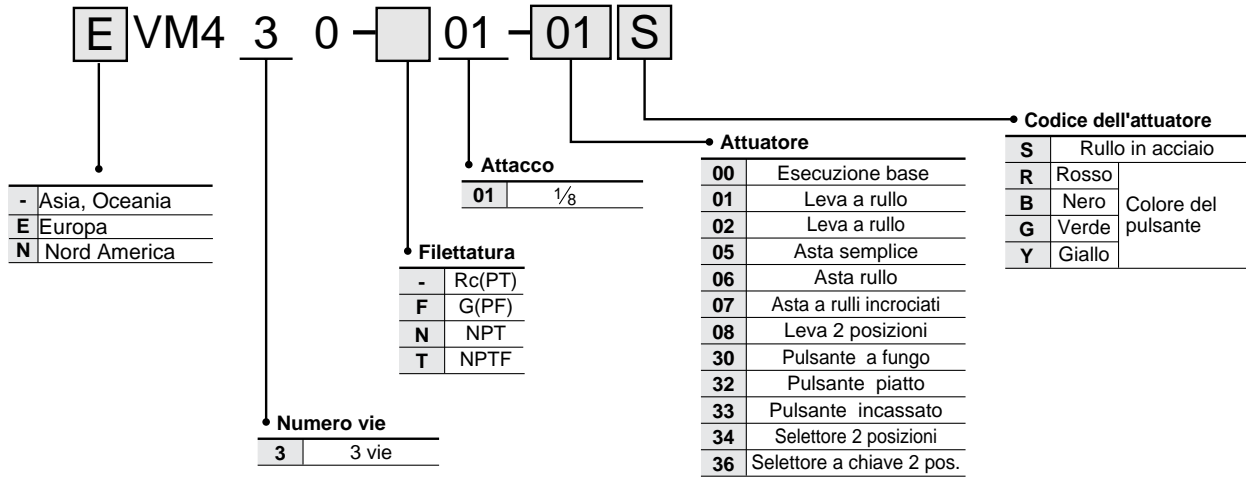 E VM4 3 0 - 01 - 01 S
- Asia, Oceania
E Europa
N Nord America
Numero vie
3 3 vie
Filettatura
- Rc(PT)
F G(PF)
N NPT
T NPTF
Attacco
01 1⁄8
Attuatore
00 Esecuzione base
01 Leva a rullo
02 Leva a rullo
05 Asta semplice
06 Asta rullo
07 Asta a rulli incrociati
08 Leva 2 posizioni
30 Pulsante a fungo
32 Pulsante piatto
33 Pulsante incassato
34 Selettore 2 posizioni
36 Selettore a chiave 2 pos.
Codice dell'attuatore
S Rullo in acciaio
R Rosso
B Nero
G Verde
Y Giallo
Colore del
pulsante